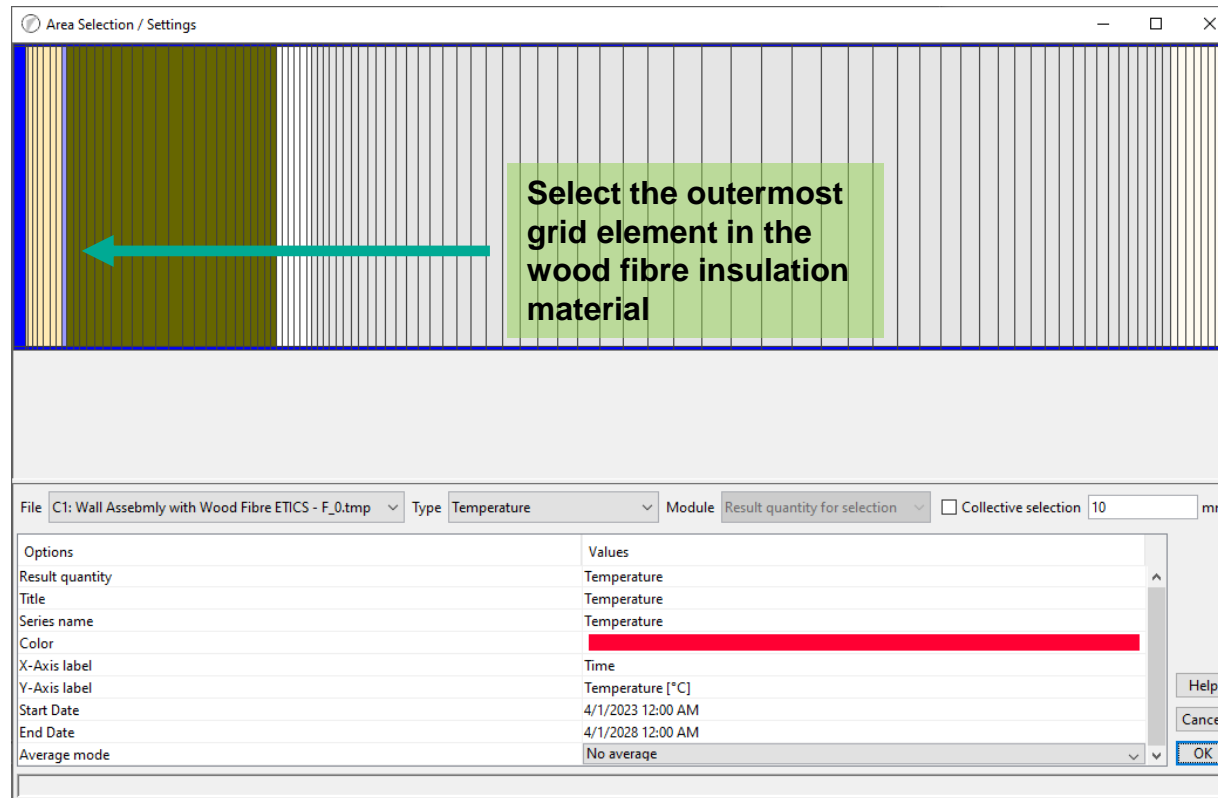 Area Selection / Settings
Select the outermost
grid element in the
wood fibre insulation
material
File C1: Wall Assebmly with Wood Fibre ETICS - F_0.tmp Type Temperature Module Result quantity for selection Collective selection 10
Options Values
Result quantity Temperature
Title Temperature
Series name Temperature
Color
X-Axis label Time
Y-Axis label Temperature [°C]
Start Date 4/1/2023 12:00 AM
End Date 4/1/2028 12:00 AM
Average mode No average
Help
Cance
OK